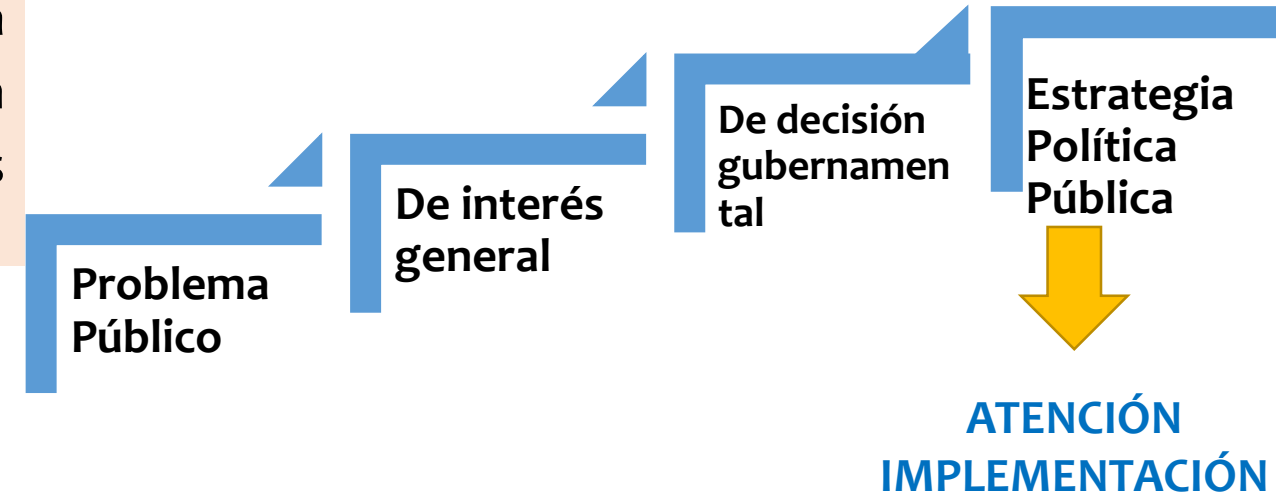 a
a
s
Problema
Público
De interés
general
De decisión
gubernamen
tal
Estrategia
Política
Pública
ATENCIÓN
IMPLEMENTACIÓN